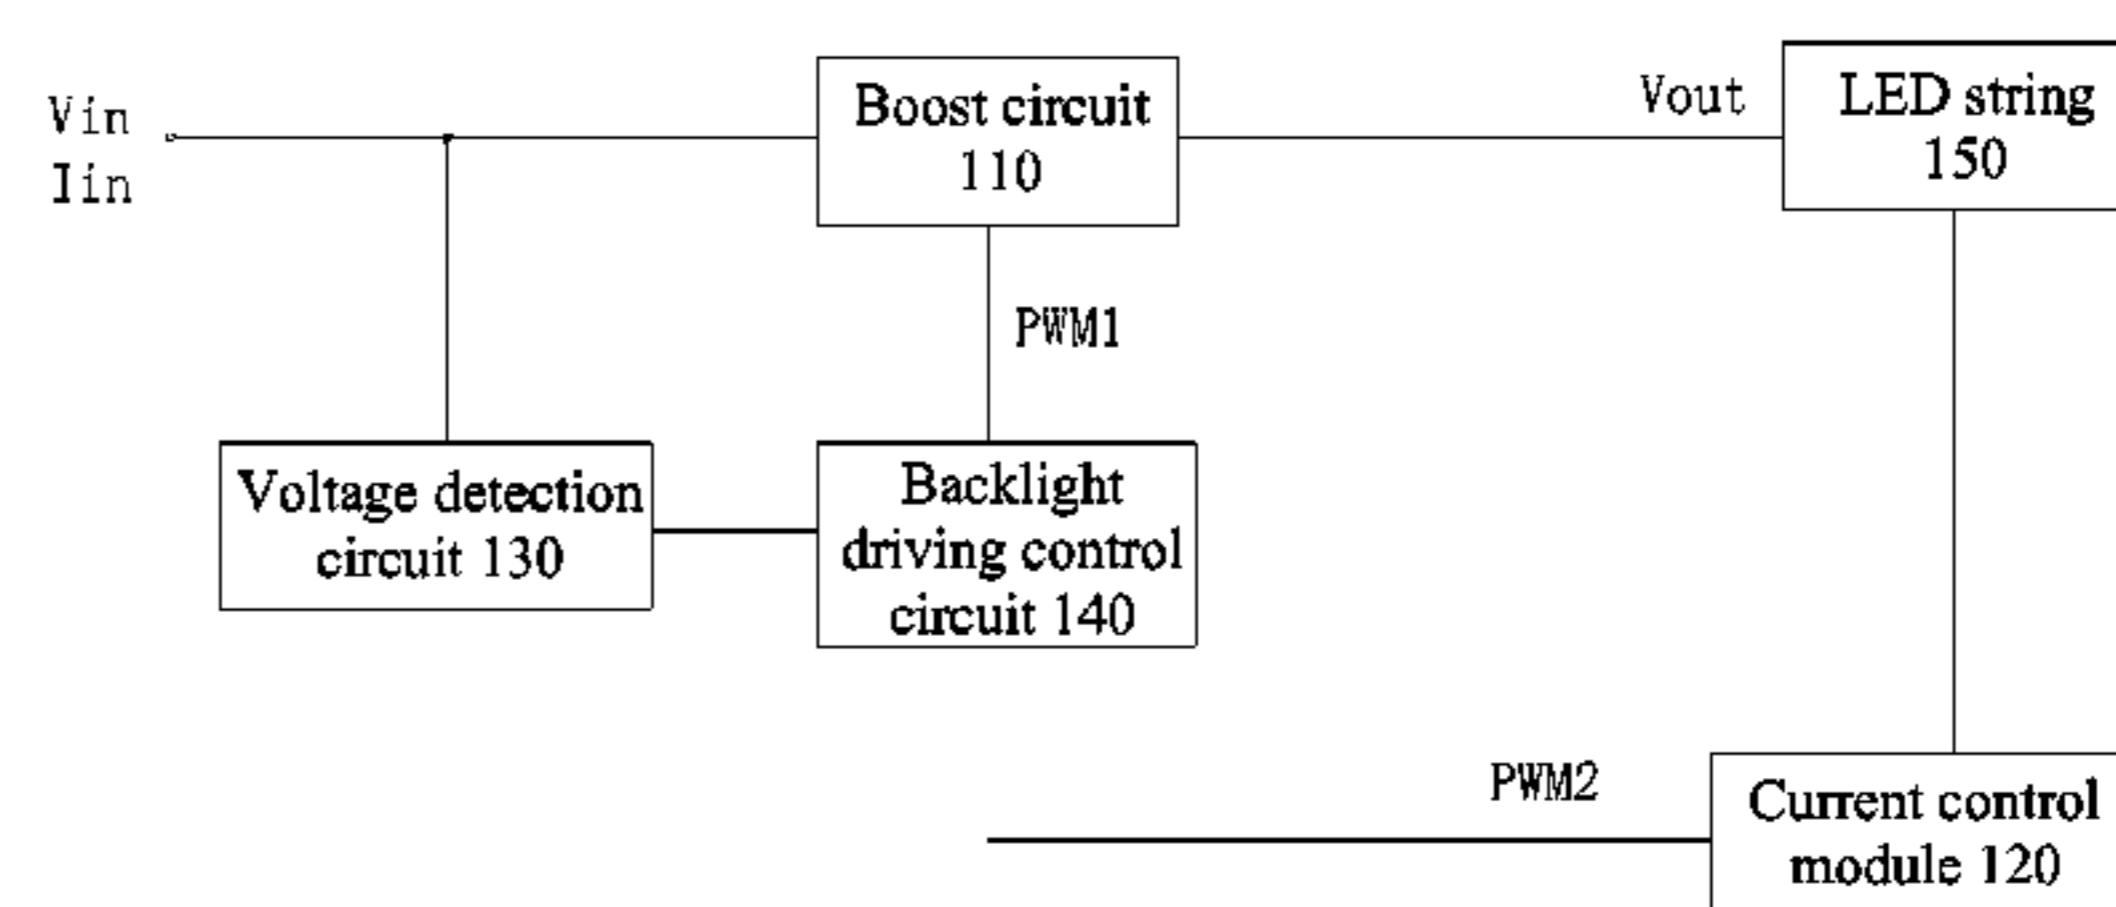 Vin
Iin
Boost circuit
110
Vout
LED string
150
PWM1
Voltage detection
circuit 130
Backlight
driving control
circuit 140
PWM2
Current control
module 120